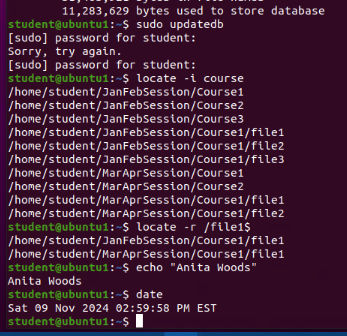 11,283,629 bytes used to store database
student@ubuntu1:~$ sudo updatedb
[sudo] password for student:
Sorry, try again.
[sudo] password for student:
student@ubuntu1:~$ locate -i course
/home/student/JanFebSession/Course1
/home/student/JanFebSession/Course2
/home/student/JanFebSession/Course3
/home/student/JanFebSession/Course1/file1
/home/student/JanFebSession/Course1/file2
/home/student/JanFebSession/Course1/file3
/home/student/MarAprSession/Course1
/home/student/MarAprSession/Course2
/home/student/MarAprSession/Course1/file1
/home/student/MarAprSession/Course1/file2
student@ubuntu1:~$ locate -r /file1$
/home/student/JanFebSession/Course1/file1
/home/student/MarAprSession/Course1/file1
student@ubuntu1:~$ echo "Anita Woods"
Anita Woods
student@ubuntu1:~$ date
Sat 09 Nov 2024 02:59:58 PM EST
student@ubuntu1:~$